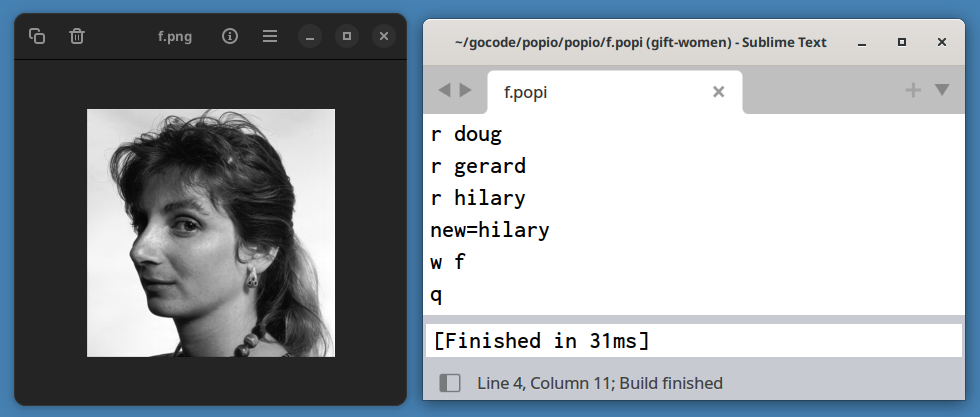 f.png
~/gocode/popio/popio/f.popi (gift-women) - Sublime Text
f.popi
r doug
r gerard
r hilary
new=hilary
w f
q
[Finished in 31ms]
Line 4, Column 11; Build finished